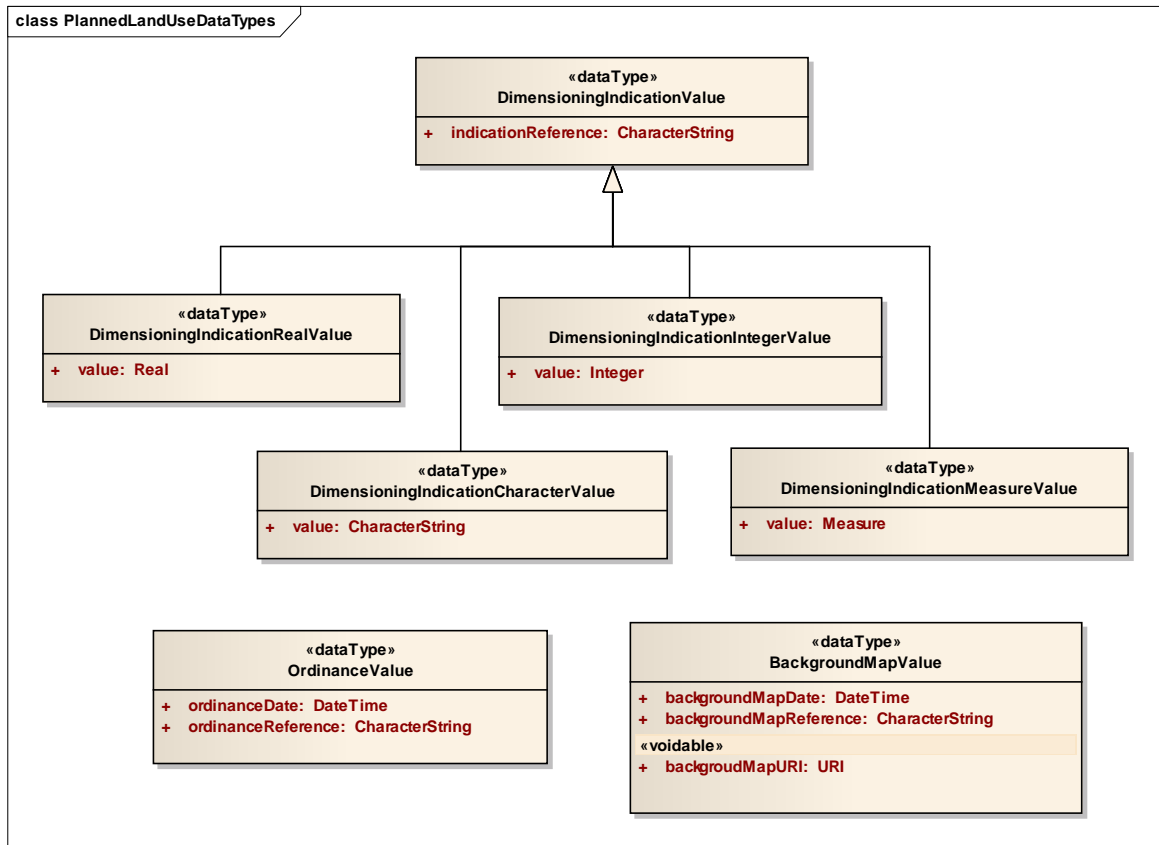 class PlannedLandUseDataTypes
«dataType»
DimensioningIndicationValue
+ indicationReference: CharacterString
«dataType»
DimensioningIndicationRealValue
+ value: Real
«dataType»
DimensioningIndicationIntegerValue
+ value: Integer
«dataType»
DimensioningIndicationCharacterValue
+ value: CharacterString
«dataType»
DimensioningIndicationMeasureValue
+ value: Measure
«dataType»
OrdinanceValue
+ ordinanceDate: DateTime
+ ordinanceReference: CharacterString
«dataType»
BackgroundMapValue
+ backgroundMapDate: DateTime
+ backgroundMapReference: CharacterString
«voidable»
+ backgroudMapURI: URI